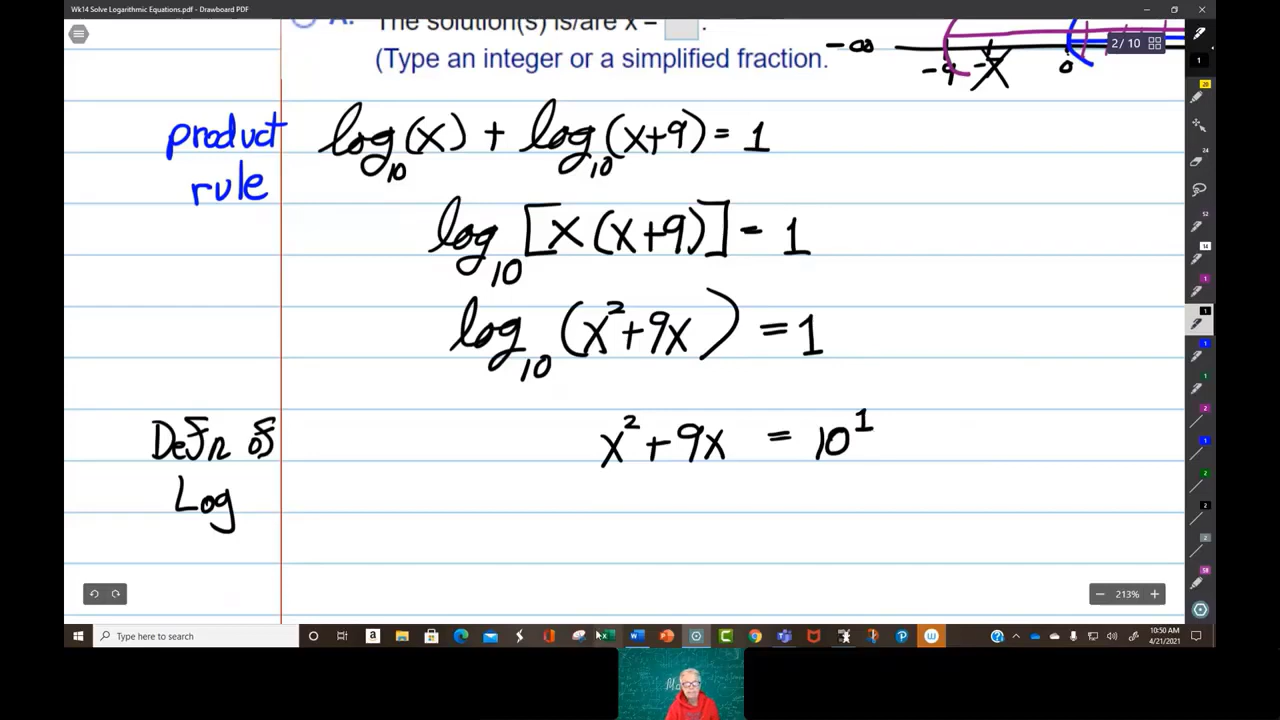 Wk14 Solve Logarithmic Equations.pdf - Drawboard PDF
The solution(s) is/are x =
(Type an integer or a simplified fraction.
-∞
-9
0
2/10
product rule
log₁₀(x) + log₁₀(x+9) = 1
log₁₀[x(x+9)] = 1
log₁₀(x²+9x) = 1
Defn of Log
x²+9x = 10¹
213%
Type here to search
10:50 AM
4/21/2021